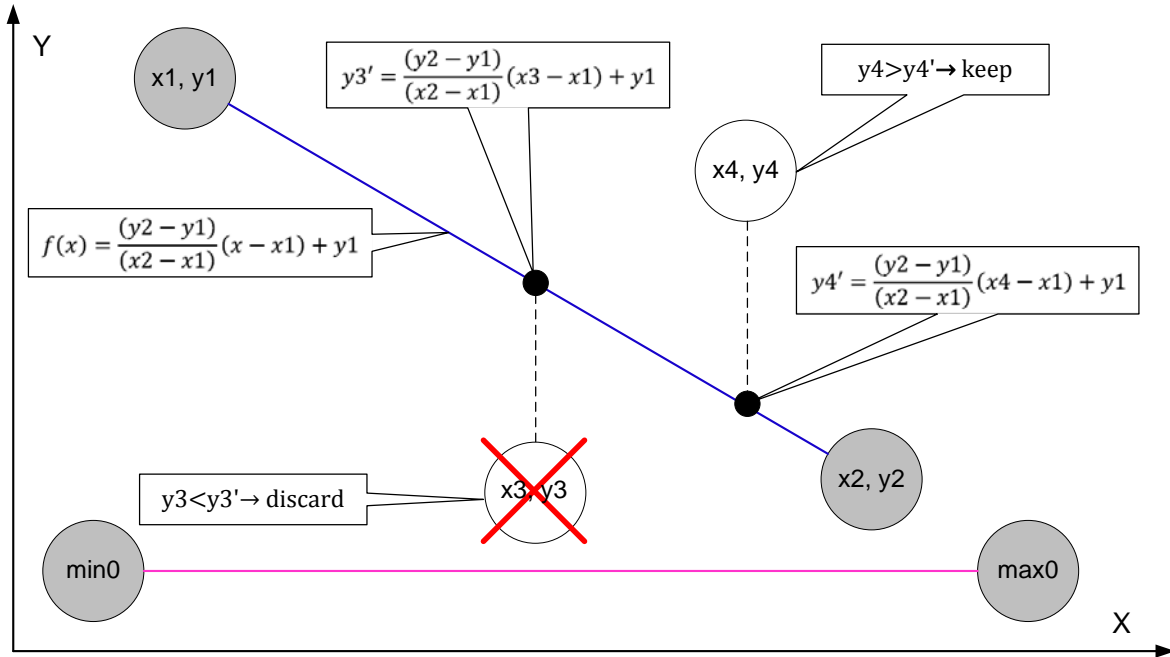 Y
x1, y1
y3′ = (y2 − y1)/(x2 − x1) (x3 − x1) + y1
y4>y4'→ keep
x4, y4
f(x) = (y2 − y1)/(x2 − x1) (x − x1) + y1
y4′ = (y2 − y1)/(x2 − x1) (x4 − x1) + y1
y3<y3'→ discard
x3, y3
x2, y2
min0
max0
X